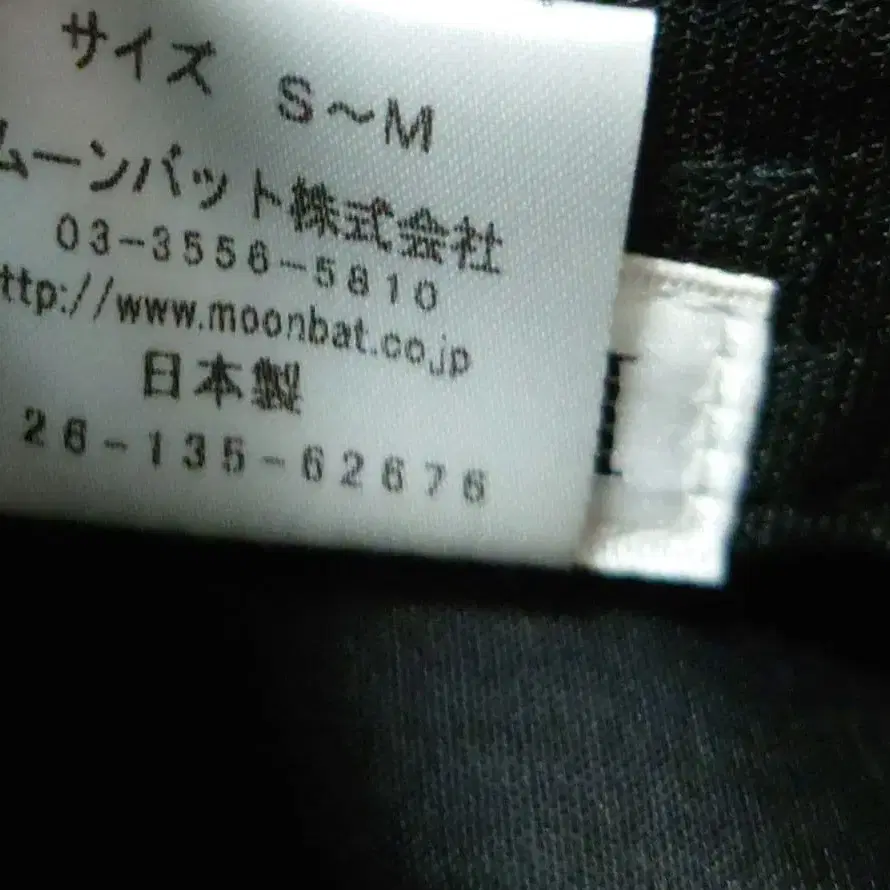 サイズ S～M
ムーンバット株式会社
03-3556-5810
ttp://www.moonbat.co.jp
日本製
26-135-62676